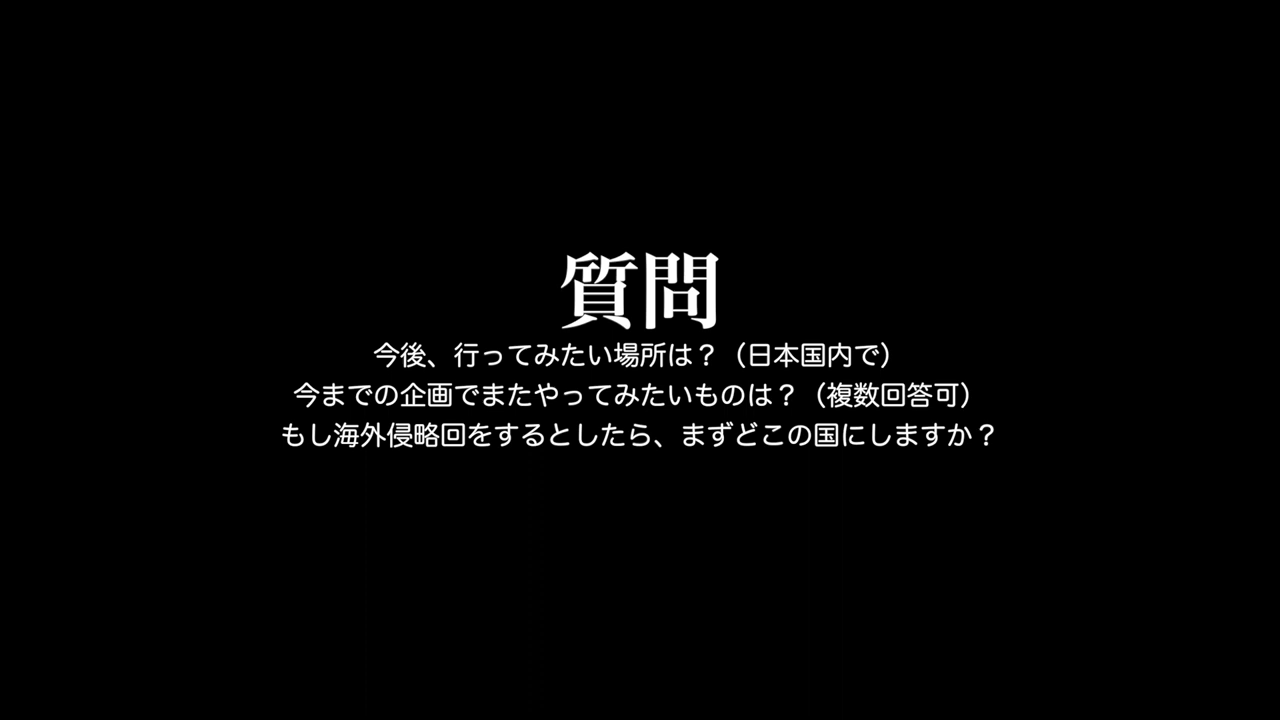 質問
今後、行ってみたい場所は？（日本国内で）
今までの企画でまたやってみたいものは？（複数回答可）
もし海外侵略回をするとしたら、まずどこの国にしますか？